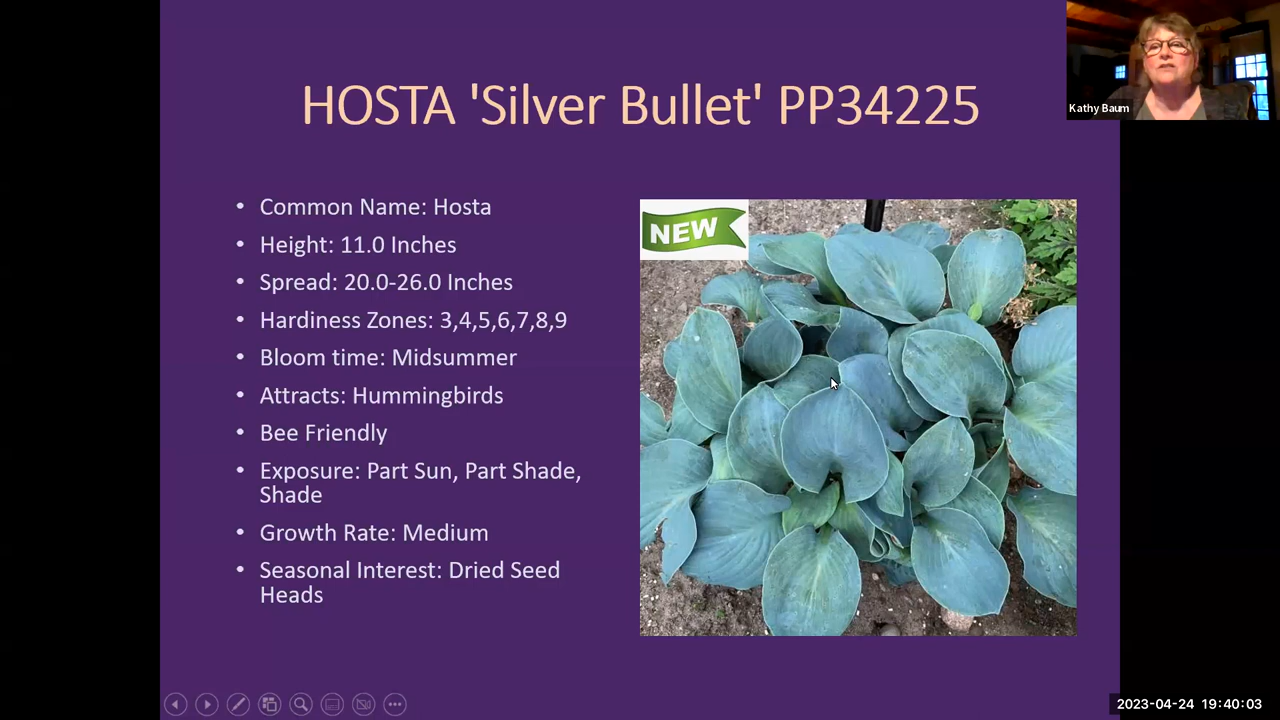 HOSTA 'Silver Bullet' PP34225
Kathy Baum
• Common Name: Hosta
• Height: 11.0 Inches
• Spread: 20.0-26.0 Inches
• Hardiness Zones: 3,4,5,6,7,8,9
• Bloom time: Midsummer
• Attracts: Hummingbirds
• Bee Friendly
• Exposure: Part Sun, Part Shade,
Shade
• Growth Rate: Medium
• Seasonal Interest: Dried Seed
Heads
NEW
2023-04-24 19:40:03